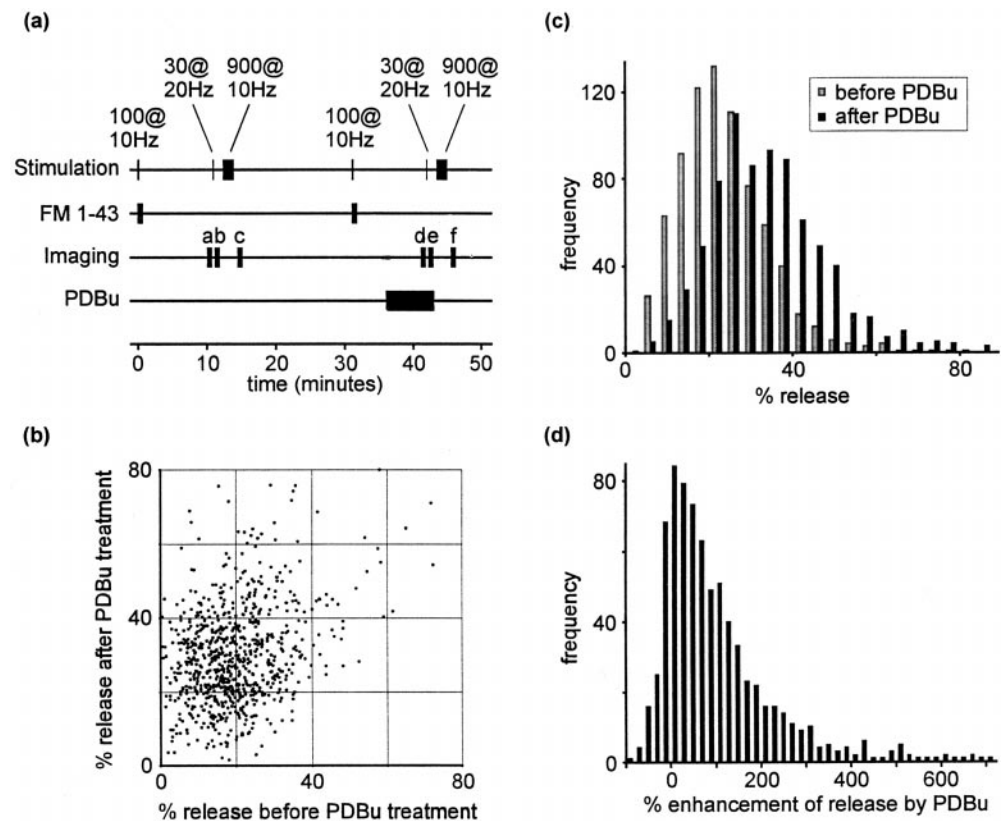 (a)
30@
20Hz
900@
10Hz
30@
20Hz
900@
10Hz
100@
10Hz
100@
10Hz
Stimulation
FM 1-43
Imaging
ab c
de f
PDBu
0 10 20 30 40 50
time (minutes)
(b)
% release after PDBu treatment
80
40
0
0 40 80
% release before PDBu treatment
(c)
frequency
120
80
40
0
before PDBu
after PDBu
0 40 80
% release
(d)
frequency
80
40
0
0 200 400 600
% enhancement of release by PDBu